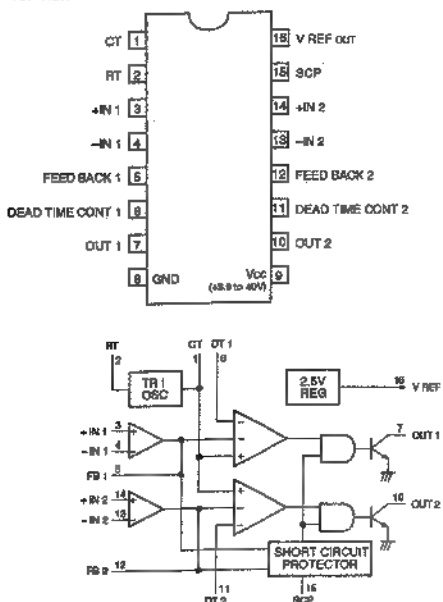 CT 1
RT 2
+IN 1 3
–IN 1 4
FEED BACK 1 5
DEAD TIME CONT 1 6
OUT 1 7
8 GND
16 V REF OUT
15 SCP
14 +IN 2
13 –IN 2
12 FEED BACK 2
11 DEAD TIME CONT 2
10 OUT 2
Vcc 9
(+3.6 to 40V)
RT
2
CT
1
DT 1
6
TRI
OSC
2.5V
REG
16 V REF
+IN 1 3
–IN 1 4
FB 1 5
+IN 2 14
–IN 2 13
FB 2 12
7 OUT 1
10 OUT 2
SHORT CIRCUIT
PROTECTOR
11
DT 2
15
SCP